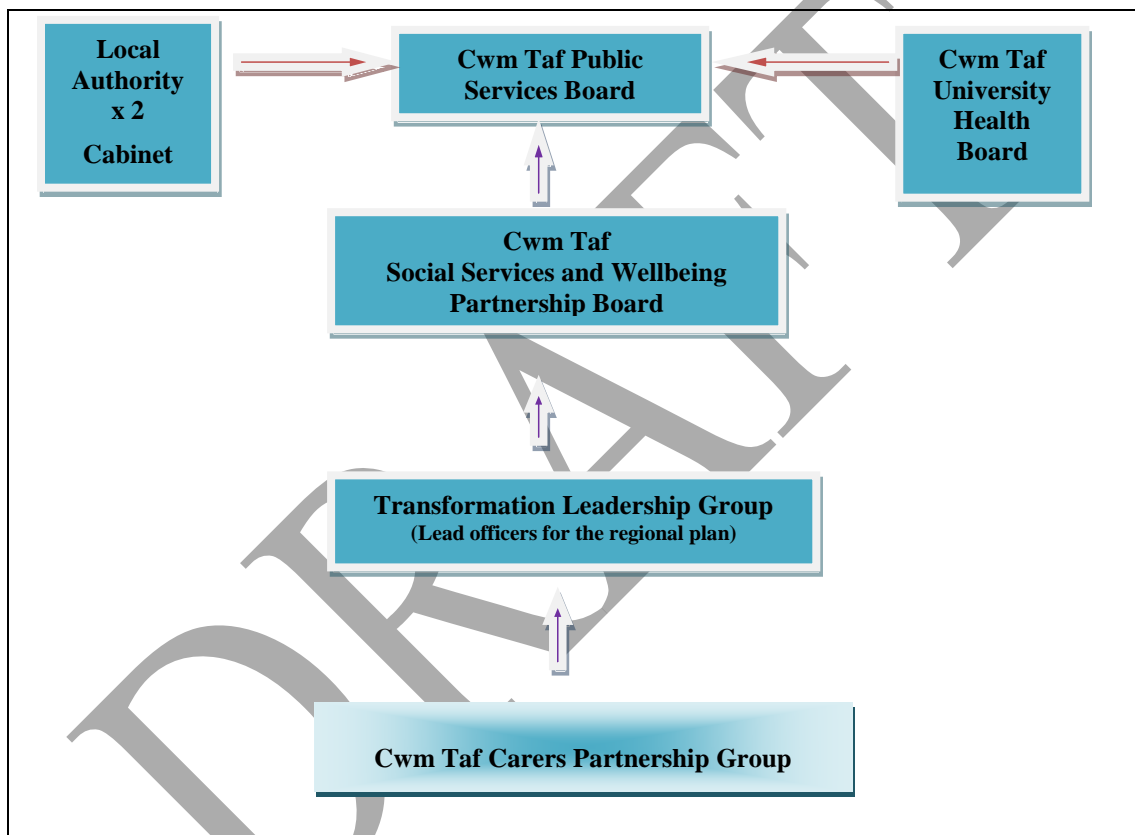 Local
Authority
x 2
Cabinet
Cwm Taf Public
Services Board
Cwm Taf
University
Health
Board
Cwm Taf
Social Services and Wellbeing
Partnership Board
Transformation Leadership Group
(Lead officers for the regional plan)
Cwm Taf Carers Partnership Group
DRAFT